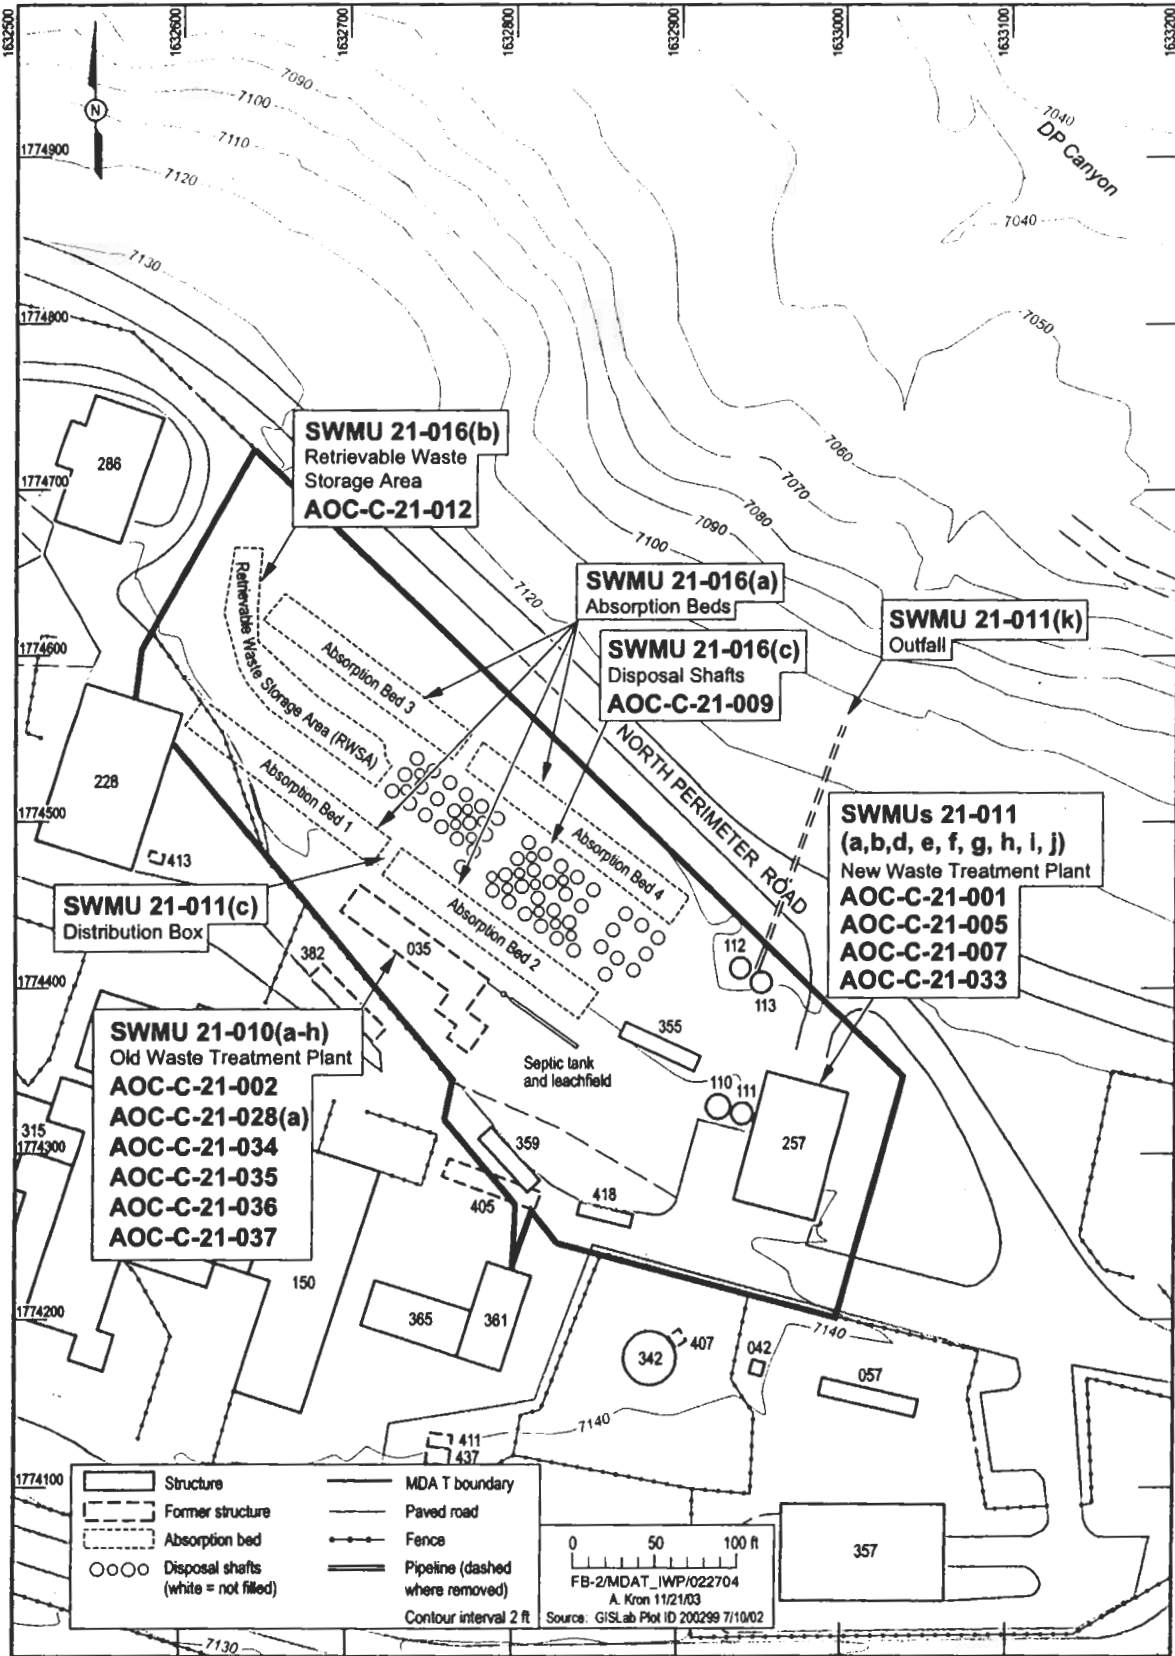 1632500
1632600
1632700
1632800
1632900
1633000
1633100
1633200
N
7090
7100
7110
7120
7130
7040
DP Canyon
7040
7050
1774900
1774800
1774700
1774600
1774500
1774400
1774300
1774200
1774100
7060
7070
7080
7090
7100
7120
SWMU 21-016(b)
Retrievable Waste
Storage Area
AOC-C-21-012
286
SWMU 21-016(a)
Absorption Beds
SWMU 21-016(c)
Disposal Shafts
AOC-C-21-009
SWMU 21-011(k)
Outfall
Retrievable Waste Storage Area (RWSA)
Absorption Bed 3
Absorption Bed 1
Absorption Bed 4
Absorption Bed 2
NORTH PERIMETER ROAD
228
413
SWMUs 21-011
(a,b,d, e, f, g, h, i, j)
New Waste Treatment Plant
AOC-C-21-001
AOC-C-21-005
AOC-C-21-007
AOC-C-21-033
SWMU 21-011(c)
Distribution Box
382
035
112
113
SWMU 21-010(a-h)
Old Waste Treatment Plant
AOC-C-21-002
AOC-C-21-028(a)
AOC-C-21-034
AOC-C-21-035
AOC-C-21-036
AOC-C-21-037
355
Septic tank
and leachfield
110
111
257
315
359
405
418
150
365
361
342
407
042
7140
057
7140
411
437
357
Structure
Former structure
Absorption bed
Disposal shafts
(white = not filled)
MDA T boundary
Paved road
Fence
Pipeline (dashed
where removed)
Contour interval 2 ft
0 50 100 ft
FB-2/MDAT_IWP/022704
A. Kron 11/21/03
Source: GISLab Plot ID 200299 7/10/02
7130